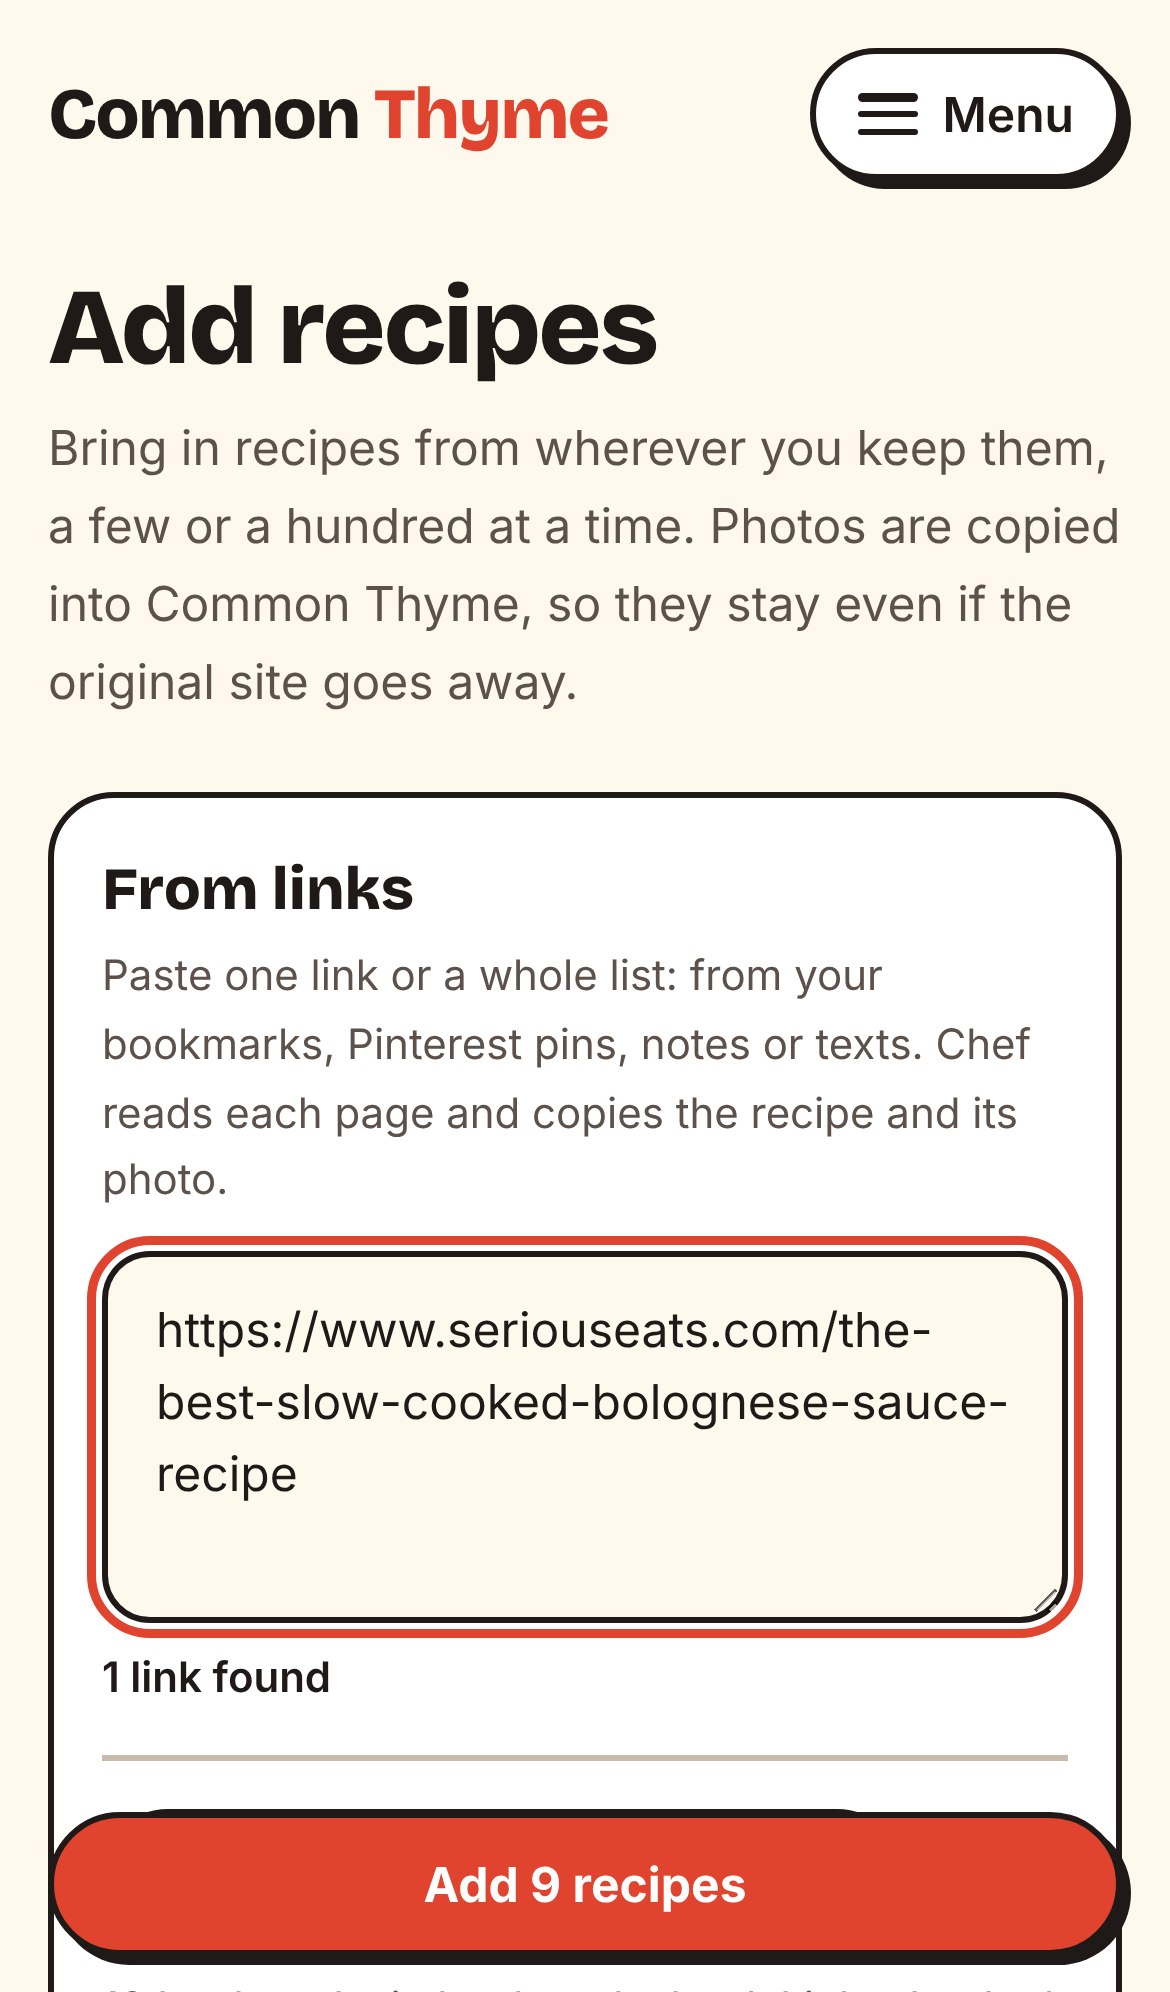 Common Thyme
Menu
Add recipes
Bring in recipes from wherever you keep them,
a few or a hundred at a time. Photos are copied
into Common Thyme, so they stay even if the
original site goes away.
From links
Paste one link or a whole list: from your
bookmarks, Pinterest pins, notes or texts. Chef
reads each page and copies the recipe and its
photo.
https://www.seriouseats.com/the-
best-slow-cooked-bolognese-sauce-
recipe
1 link found
Add 9 recipes